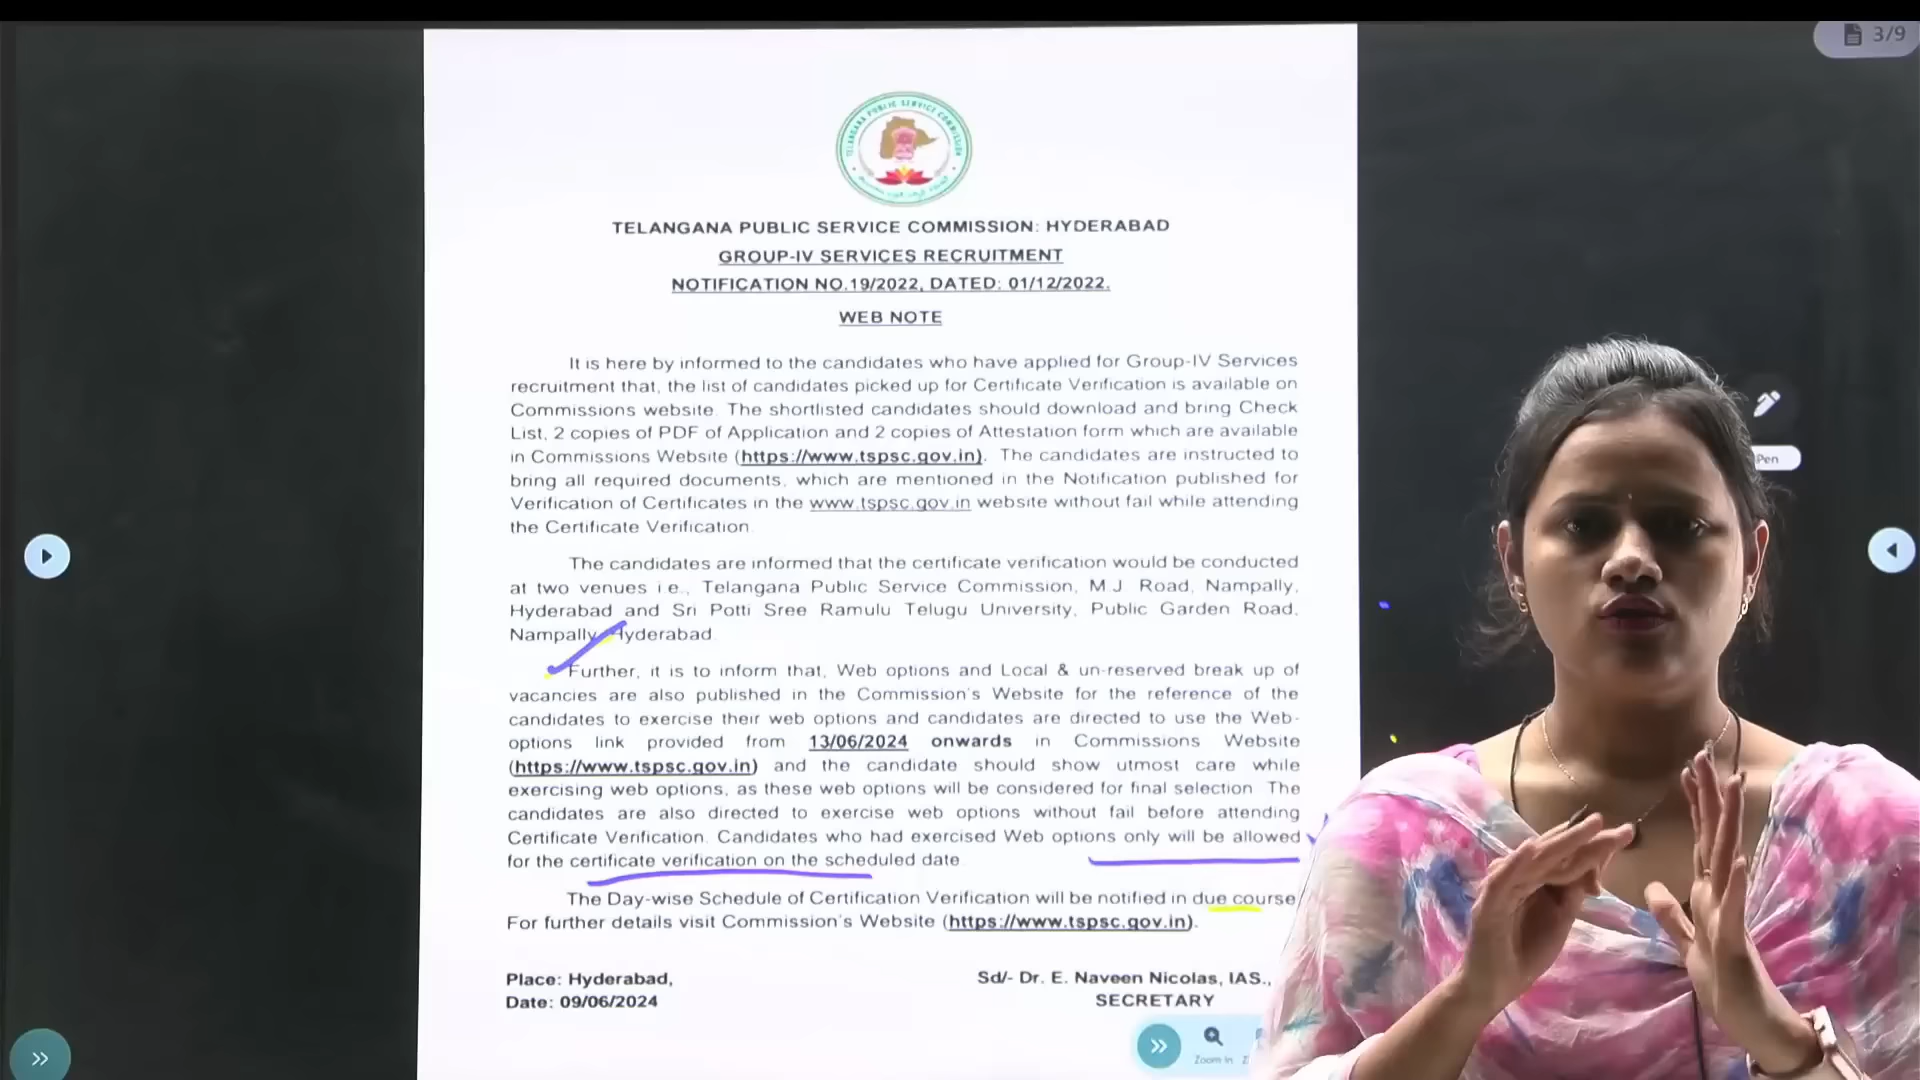 3/9
TELANGANA PUBLIC SERVICE COMMISSION
TELANGANA PUBLIC SERVICE COMMISSION: HYDERABAD
GROUP-IV SERVICES RECRUITMENT
NOTIFICATION NO.19/2022, DATED: 01/12/2022.
WEB NOTE
It is here by informed to the candidates who have applied for Group-IV Services
recruitment that, the list of candidates picked up for Certificate Verification is available on
Commissions website. The shortlisted candidates should download and bring Check
List, 2 copies of PDF of Application and 2 copies of Attestation form which are available
in Commissions Website (https://www.tspsc.gov.in). The candidates are instructed to
bring all required documents, which are mentioned in the Notification published for
Verification of Certificates in the www.tspsc.gov.in website without fail while attending
the Certificate Verification.
The candidates are informed that the certificate verification would be conducted
at two venues i.e., Telangana Public Service Commission, M.J Road, Nampally,
Hyderabad and Sri Potti Sree Ramulu Telugu University, Public Garden Road,
Nampally, Hyderabad.
Further, it is to inform that, Web options and Local & un-reserved break up of
vacancies are also published in the Commission's Website for the reference of the
candidates to exercise their web options and candidates are directed to use the Web-
options link provided from 13/06/2024 onwards in Commissions Website
(https://www.tspsc.gov.in) and the candidate should show utmost care while
exercising web options, as these web options will be considered for final selection. The
candidates are also directed to exercise web options without fail before attending
Certificate Verification. Candidates who had exercised Web options only will be allowed
for the certificate verification on the scheduled date.
The Day-wise Schedule of Certification Verification will be notified in due course
For further details visit Commission's Website (https://www.tspsc.gov.in).
Place: Hyderabad,
Date: 09/06/2024
Sd/- Dr. E. Naveen Nicolas, IAS.,
SECRETARY
Pen
Zoom In